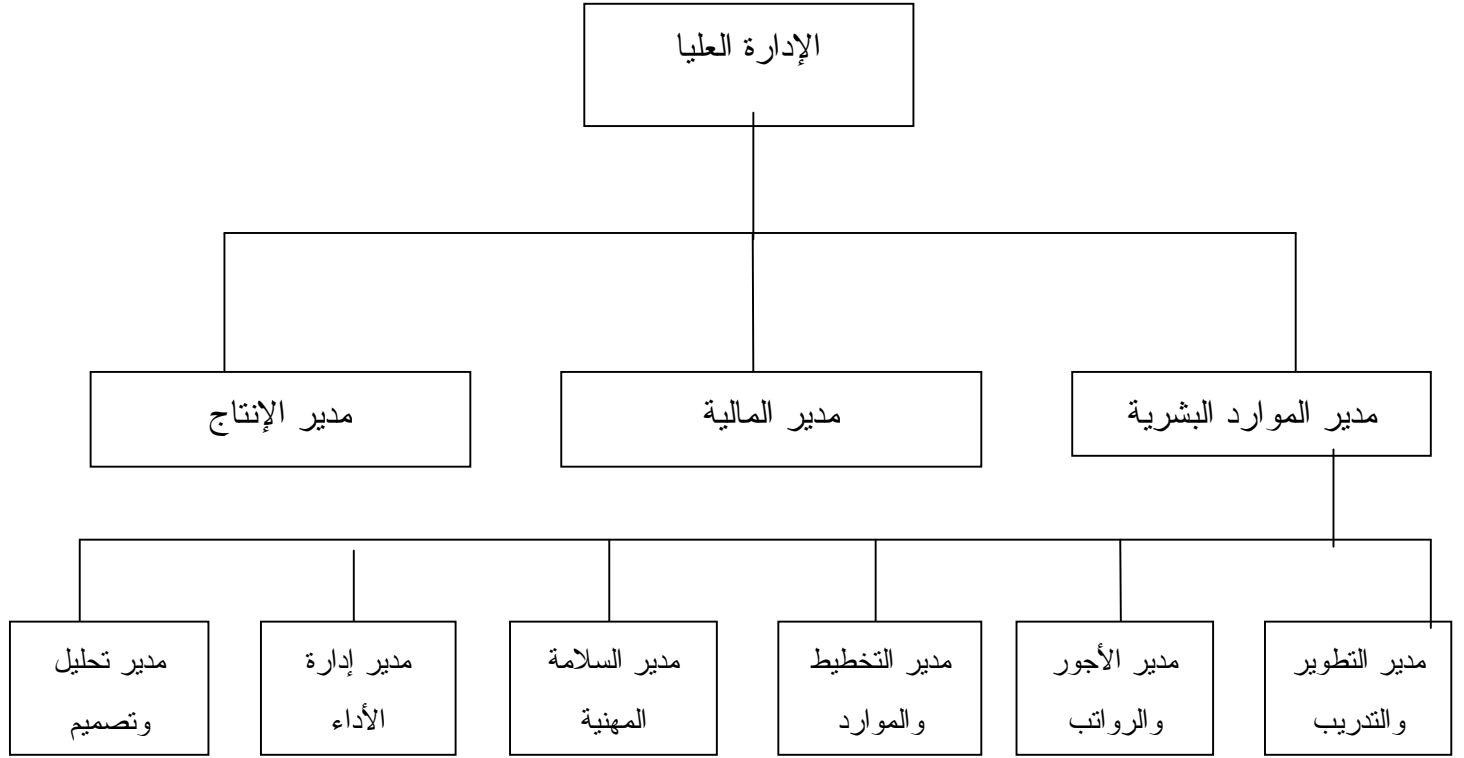 الإدارة العليا
مدير الموارد البشرية
مدير المالية
مدير الإنتاج
مدير التطوير
والتدريب
مدير الأجور
والرواتب
مدير التخطيط
والموارد
مدير السلامة
المهنية
مدير إدارة
الأداء
مدير تحليل
وتصميم